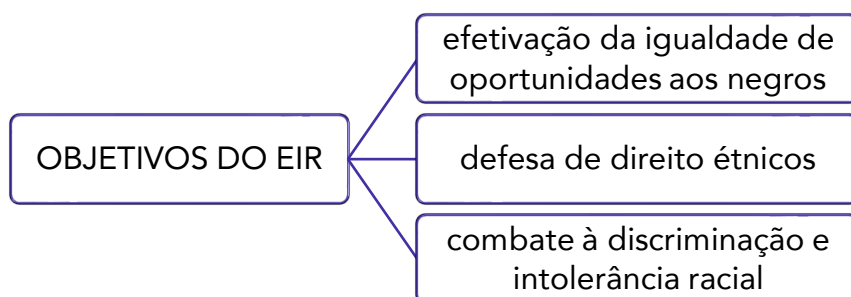 OBJETIVOS DO EIR
efetivação da igualdade de
oportunidades aos negros
defesa de direito étnicos
combate à discriminação e
intolerância racial